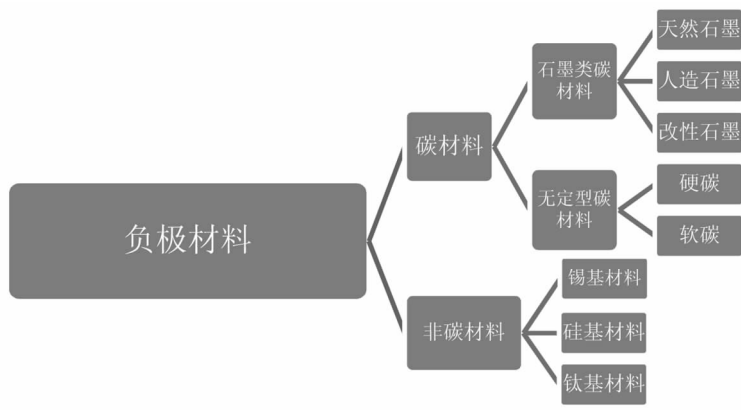 负极材料
碳材料
石墨类碳
材料
天然石墨
人造石墨
改性石墨
无定型碳
材料
硬碳
软碳
非碳材料
锡基材料
硅基材料
钛基材料